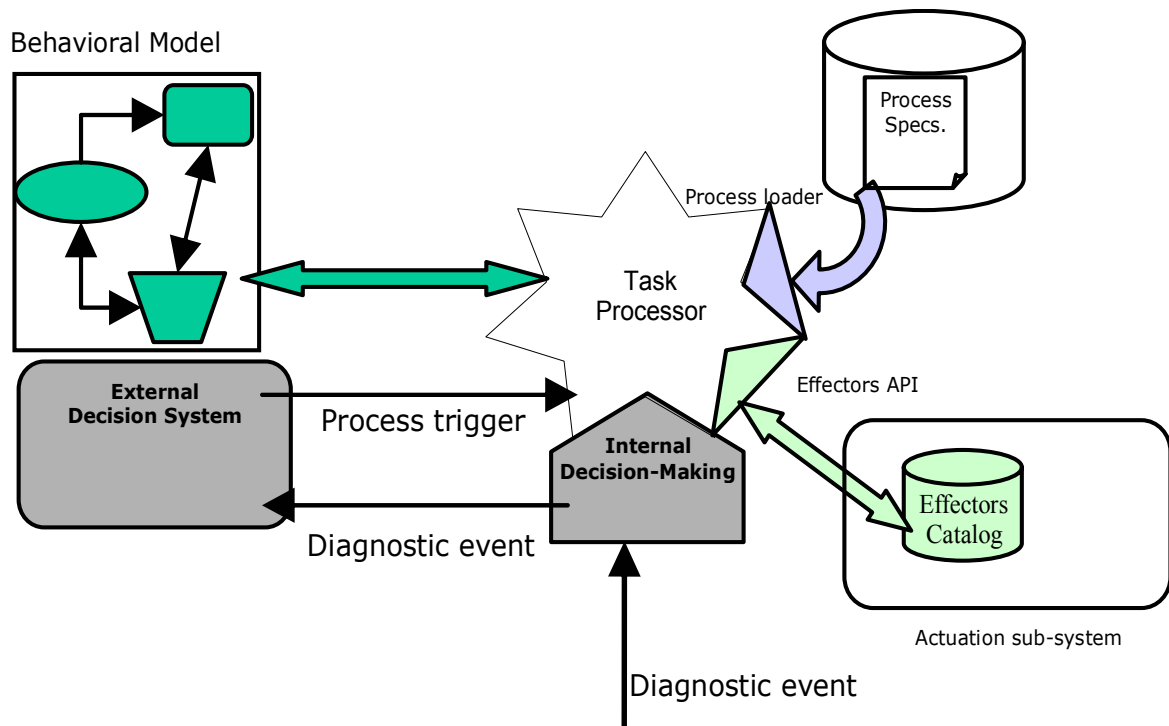 Behavioral Model
Process
Specs.
Process loader
Task
Processor
External
Decision System
Process trigger
Effectors API
Internal
Decision-Making
Effectors
Catalog
Diagnostic event
Actuation sub-system
Diagnostic event